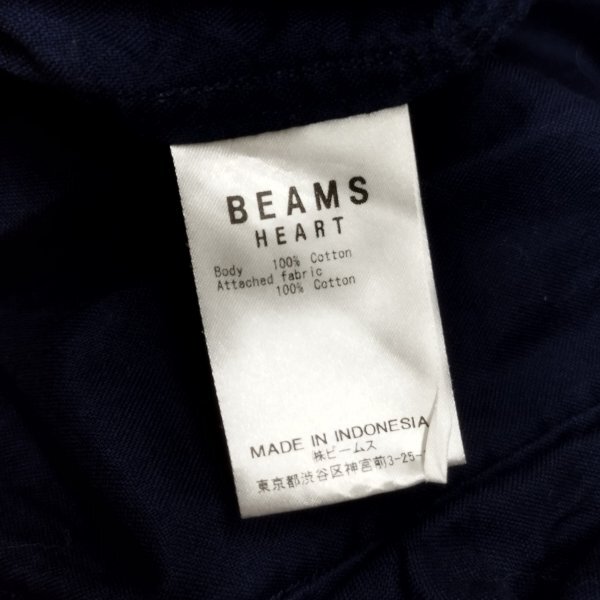 BEAMS
HEART
Body 100% Cotton
Attached fabric
100% Cotton
MADE IN INDONESIA
㈱ビームス
東京都渋谷区神宮前3-25-